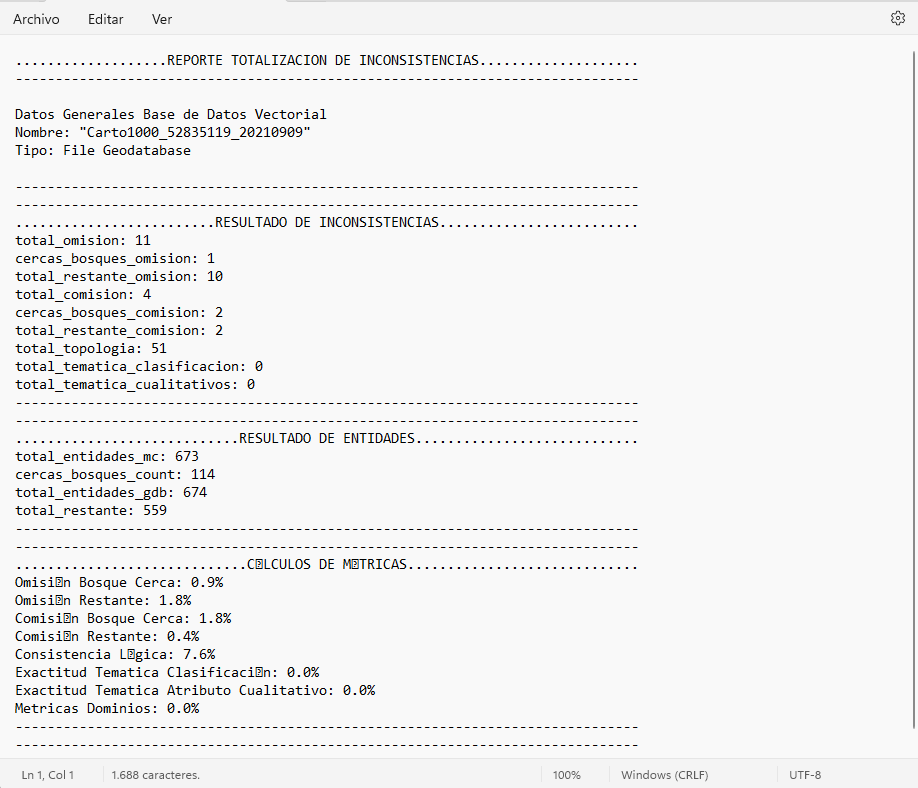 Archivo Editar Ver
...................REPORTE TOTALIZACION DE INCONSISTENCIAS....................
------------------------------------------------------------------------------
Datos Generales Base de Datos Vectorial
Nombre: "Carto1000_52835119_20210909"
Tipo: File Geodatabase
------------------------------------------------------------------------------
------------------------------------------------------------------------------
.........................RESULTADO DE INCONSISTENCIAS.........................
total_omision: 11
cercas_bosques_omision: 1
total_restante_omision: 10
total_comision: 4
cercas_bosques_comision: 2
total_restante_comision: 2
total_topologia: 51
total_tematica_clasificacion: 0
total_tematica_cualitativos: 0
------------------------------------------------------------------------------
------------------------------------------------------------------------------
............................RESULTADO DE ENTIDADES............................
total_entidades_mc: 673
cercas_bosques_count: 114
total_entidades_gdb: 674
total_restante: 559
------------------------------------------------------------------------------
------------------------------------------------------------------------------
.............................C�LCULOS DE M�TRICAS.............................
Omisi�n Bosque Cerca: 0.9%
Omisi�n Restante: 1.8%
Comisi�n Bosque Cerca: 1.8%
Comisi�n Restante: 0.4%
Consistencia L�gica: 7.6%
Exactitud Tematica Clasificaci�n: 0.0%
Exactitud Tematica Atributo Cualitativo: 0.0%
Metricas Dominios: 0.0%
------------------------------------------------------------------------------
------------------------------------------------------------------------------
Ln 1, Col 1 1.688 caracteres. 100% Windows (CRLF) UTF-8